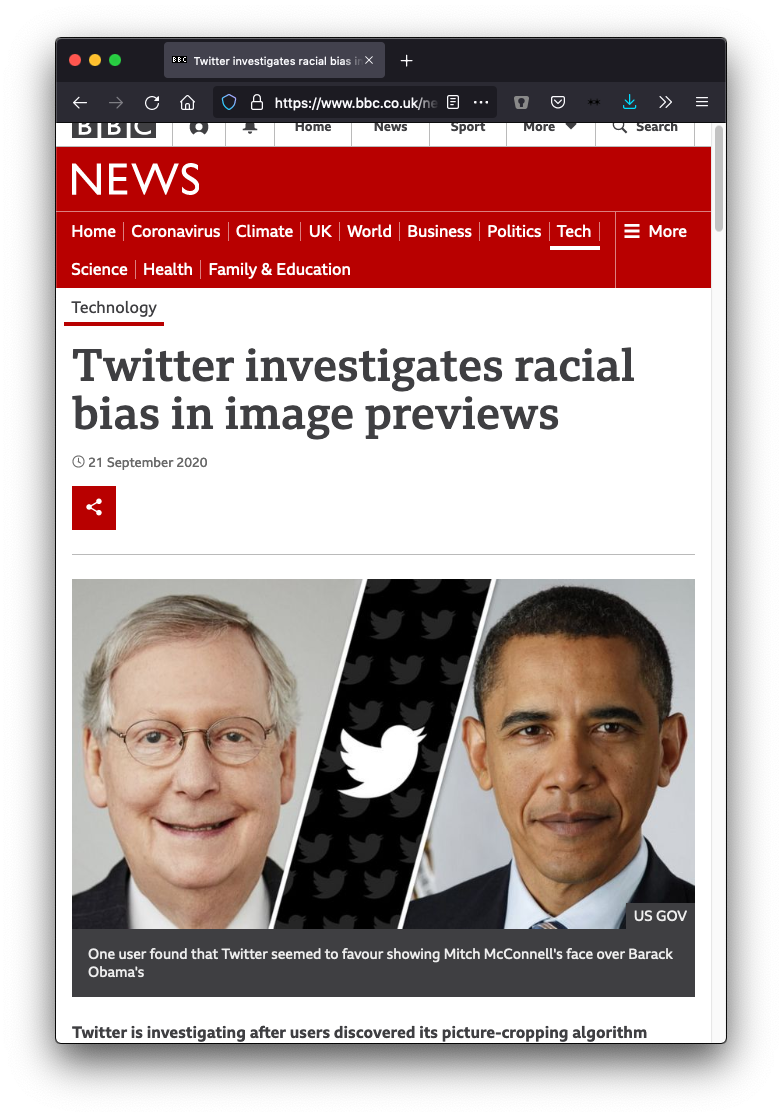 BBC Twitter investigates racial bias in
https://www.bbc.co.uk/ne
BBC Home News Sport More Search
NEWS
Home Coronavirus Climate UK World Business Politics Tech More
Science Health Family & Education
Technology
Twitter investigates racial
bias in image previews
21 September 2020
US GOV
One user found that Twitter seemed to favour showing Mitch McConnell's face over Barack
Obama's
Twitter is investigating after users discovered its picture-cropping algorithm